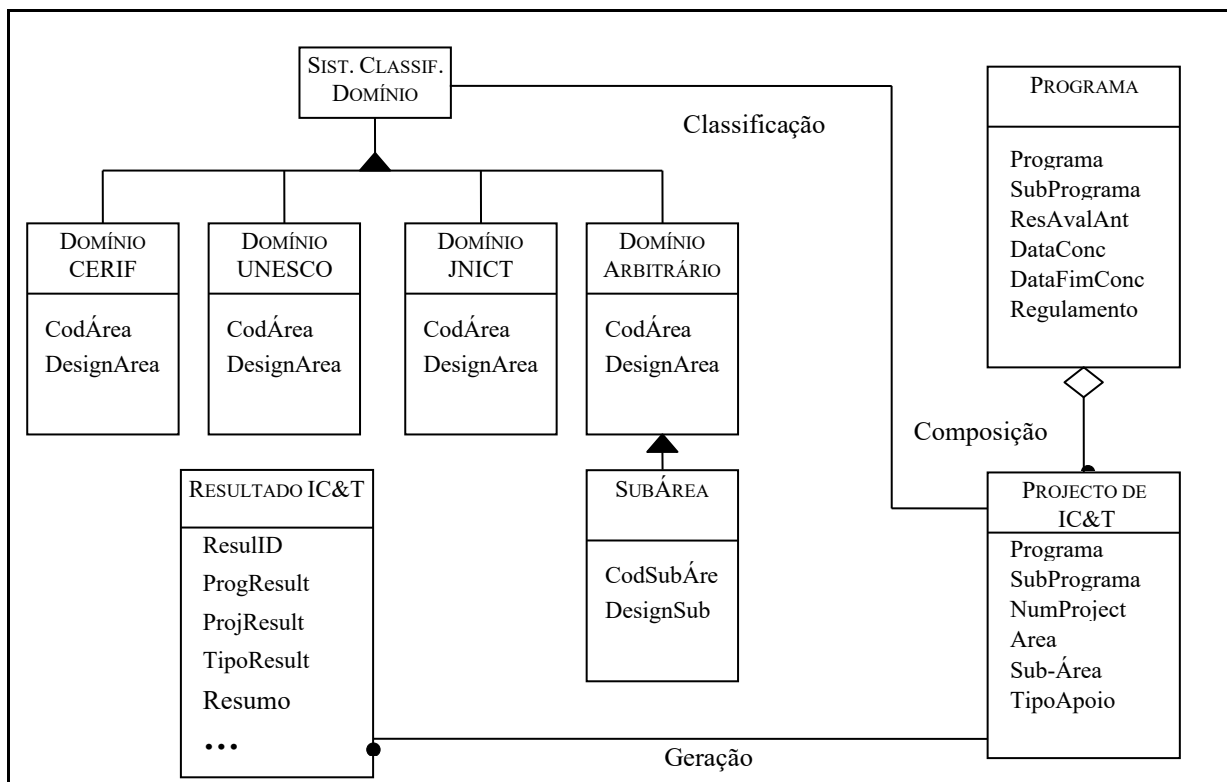 SIST. CLASSIF.
DOMÍNIO
Classificação
PROGRAMA
Programa
SubPrograma
ResAvalAnt
DataConc
DataFimConc
Regulamento
DOMÍNIO
CERIF
CodÁrea
DesignArea
DOMÍNIO
UNESCO
CodÁrea
DesignArea
DOMÍNIO
JNICT
CodÁrea
DesignArea
DOMÍNIO
ARBITRÁRIO
CodÁrea
DesignArea
Composição
RESULTADO IC&T
ResulID
ProgResult
ProjResult
TipoResult
Resumo
...
SUBÁREA
CodSubÁre
DesignSub
PROJECTO DE
IC&T
Programa
SubPrograma
NumProject
Area
Sub-Área
TipoApoio
Geração